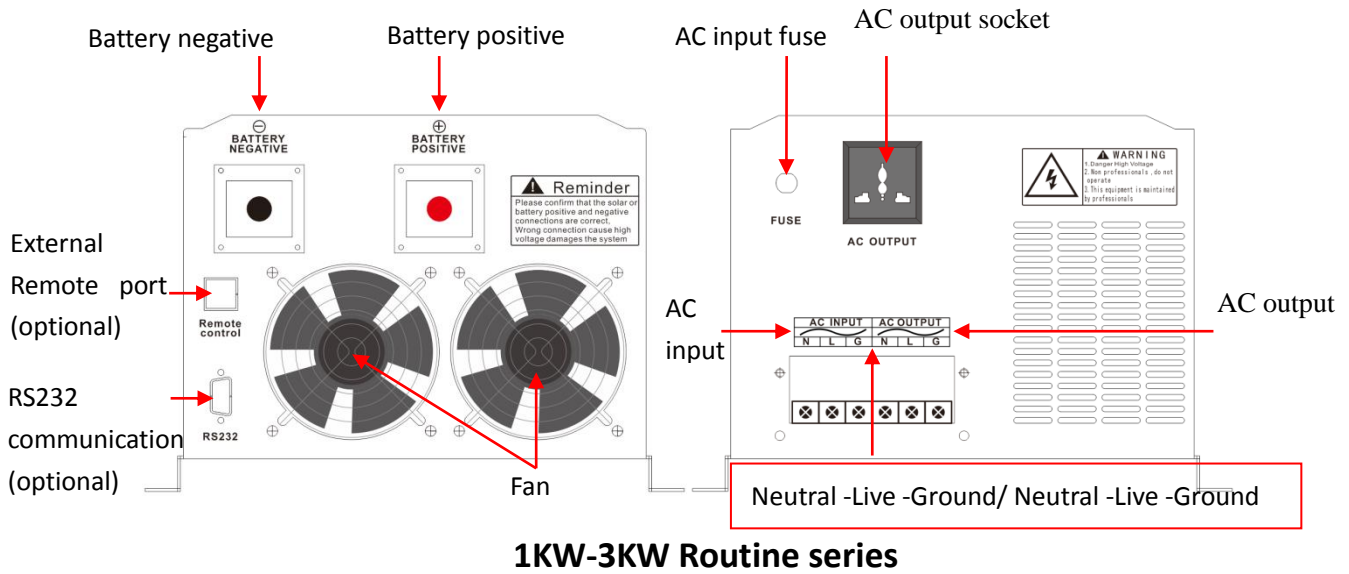 Battery negative
Battery positive
AC input fuse
AC output socket
⊖
BATTERY
NEGATIVE
⊕
BATTERY
POSITIVE
Reminder
Please confirm that the solar or
battery positive and negative
connections are correct.
Wrong connection cause high
voltage damages the system
External
Remote port
(optional)
Remote
control
RS232
communication
(optional)
RS232
Fan
FUSE
AC OUTPUT
WARNING
1. Danger High Voltage
2. Non professionals , do not
operate
3. This equipment is maintained
by professionals
AC
input
AC INPUT AC OUTPUT
N L G N L G
AC output
Neutral -Live -Ground/ Neutral -Live -Ground
1KW-3KW Routine series